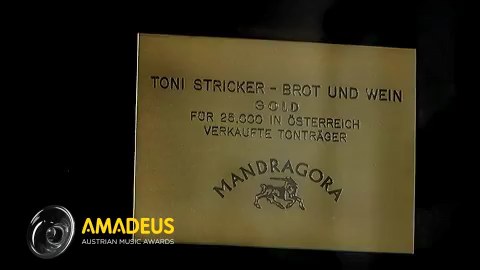 TONI STRICKER - BROT UND WEIN
GOLD
FÜR 25,000 IN ÖSTERREICH
VERKAUFTE TONTRÄGER
MANDRAGORA
AMADEUS
AUSTRIAN MUSIC AWARDS